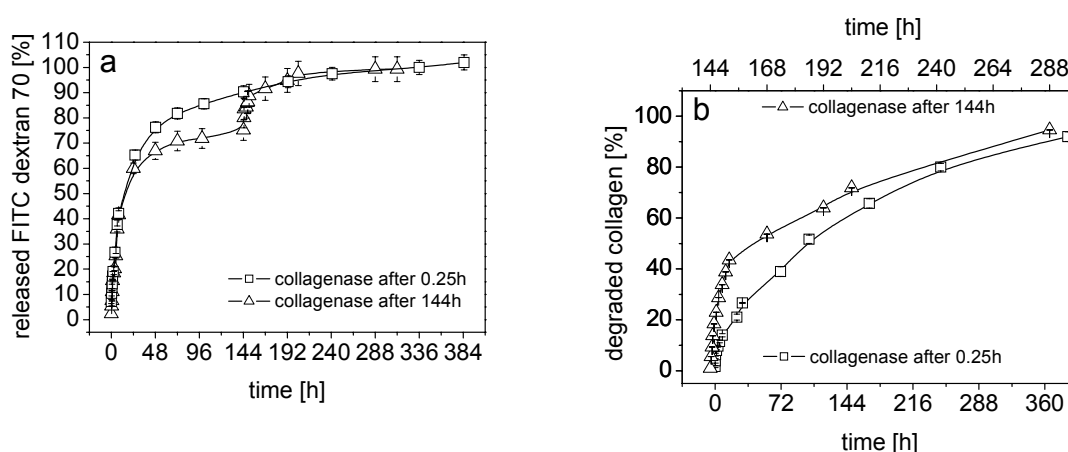 a
released FITC dextran 70 [%]
110
100
90
80
70
60
50
40
30
20
10
0
collagenase after 0.25h
collagenase after 144h
0 48 96 144 192 240 288 336 384
time [h]
time [h]
144 168 192 216 240 264 288
b
degraded collagen [%]
100
80
60
40
20
0
collagenase after 144h
collagenase after 0.25h
0 72 144 216 288 360
time [h]